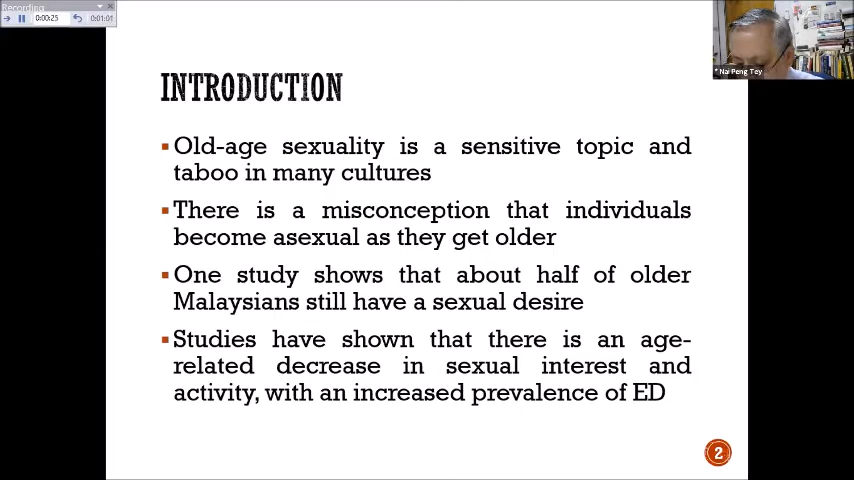 Recording
0:00:25
0:01:01
* Nai Peng Tey
INTRODUCTION
Old-age sexuality is a sensitive topic and
taboo in many cultures
There is a misconception that individuals
become asexual as they get older
One study shows that about half of older
Malaysians still have a sexual desire
Studies have shown that there is an age-
related decrease in sexual interest and
activity, with an increased prevalence of ED
2